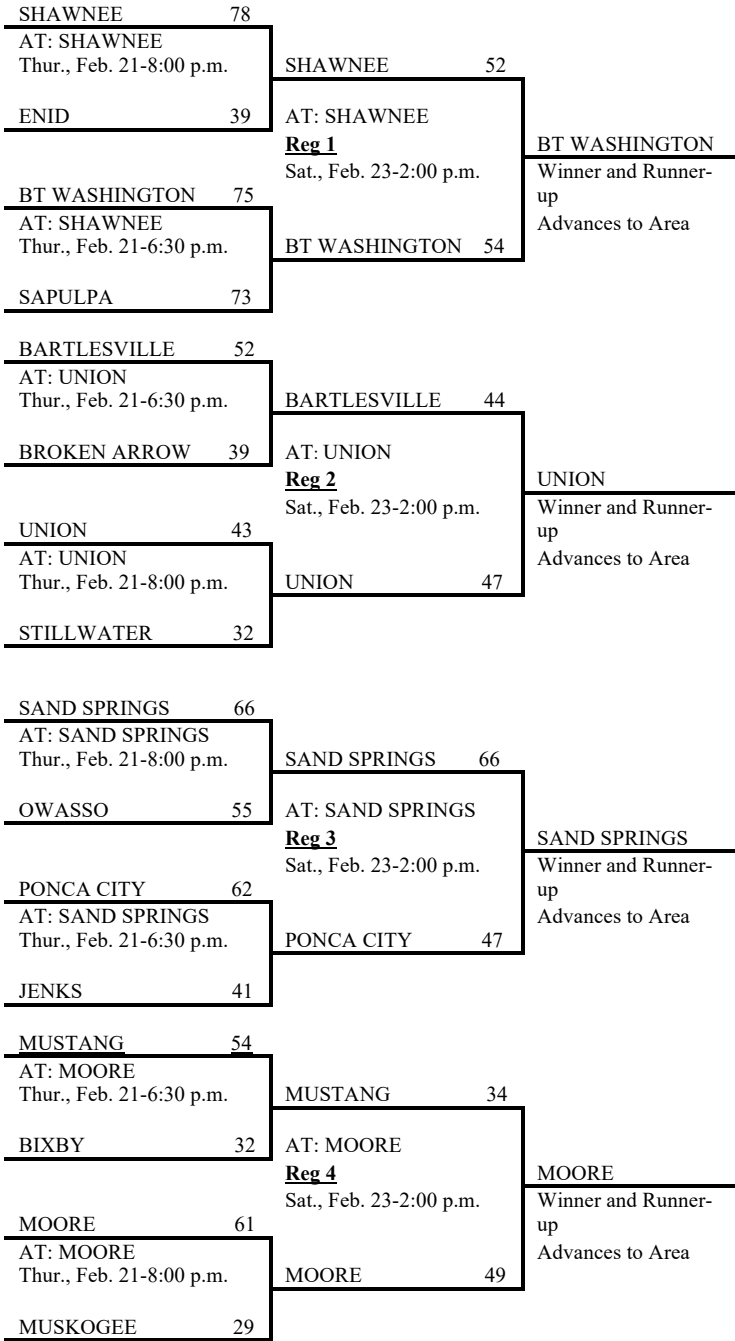 SHAWNEE 78
AT: SHAWNEE
Thur., Feb. 21-8:00 p.m.
SHAWNEE 52
ENID 39
AT: SHAWNEE
Reg 1
BT WASHINGTON
Sat., Feb. 23-2:00 p.m.
Winner and Runner-
up
Advances to Area
BT WASHINGTON 75
AT: SHAWNEE
Thur., Feb. 21-6:30 p.m.
BT WASHINGTON 54
SAPULPA 73
BARTLESVILLE 52
AT: UNION
Thur., Feb. 21-6:30 p.m.
BARTLESVILLE 44
BROKEN ARROW 39
AT: UNION
Reg 2
UNION
Sat., Feb. 23-2:00 p.m.
Winner and Runner-
up
Advances to Area
UNION 43
AT: UNION
Thur., Feb. 21-8:00 p.m.
UNION 47
STILLWATER 32
SAND SPRINGS 66
AT: SAND SPRINGS
Thur., Feb. 21-8:00 p.m.
SAND SPRINGS 66
OWASSO 55
AT: SAND SPRINGS
Reg 3
SAND SPRINGS
Sat., Feb. 23-2:00 p.m.
Winner and Runner-
up
Advances to Area
PONCA CITY 62
AT: SAND SPRINGS
Thur., Feb. 21-6:30 p.m.
PONCA CITY 47
JENKS 41
MUSTANG 54
AT: MOORE
Thur., Feb. 21-6:30 p.m.
MUSTANG 34
BIXBY 32
AT: MOORE
Reg 4
MOORE
Sat., Feb. 23-2:00 p.m.
Winner and Runner-
up
Advances to Area
MOORE 61
AT: MOORE
Thur., Feb. 21-8:00 p.m.
MOORE 49
MUSKOGEE 29